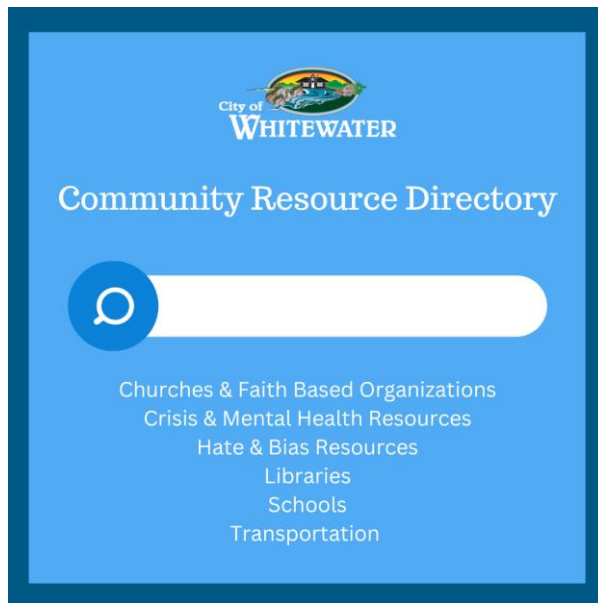 City of
WHITEWATER
Community Resource Directory
Churches & Faith Based Organizations
Crisis & Mental Health Resources
Hate & Bias Resources
Libraries
Schools
Transportation